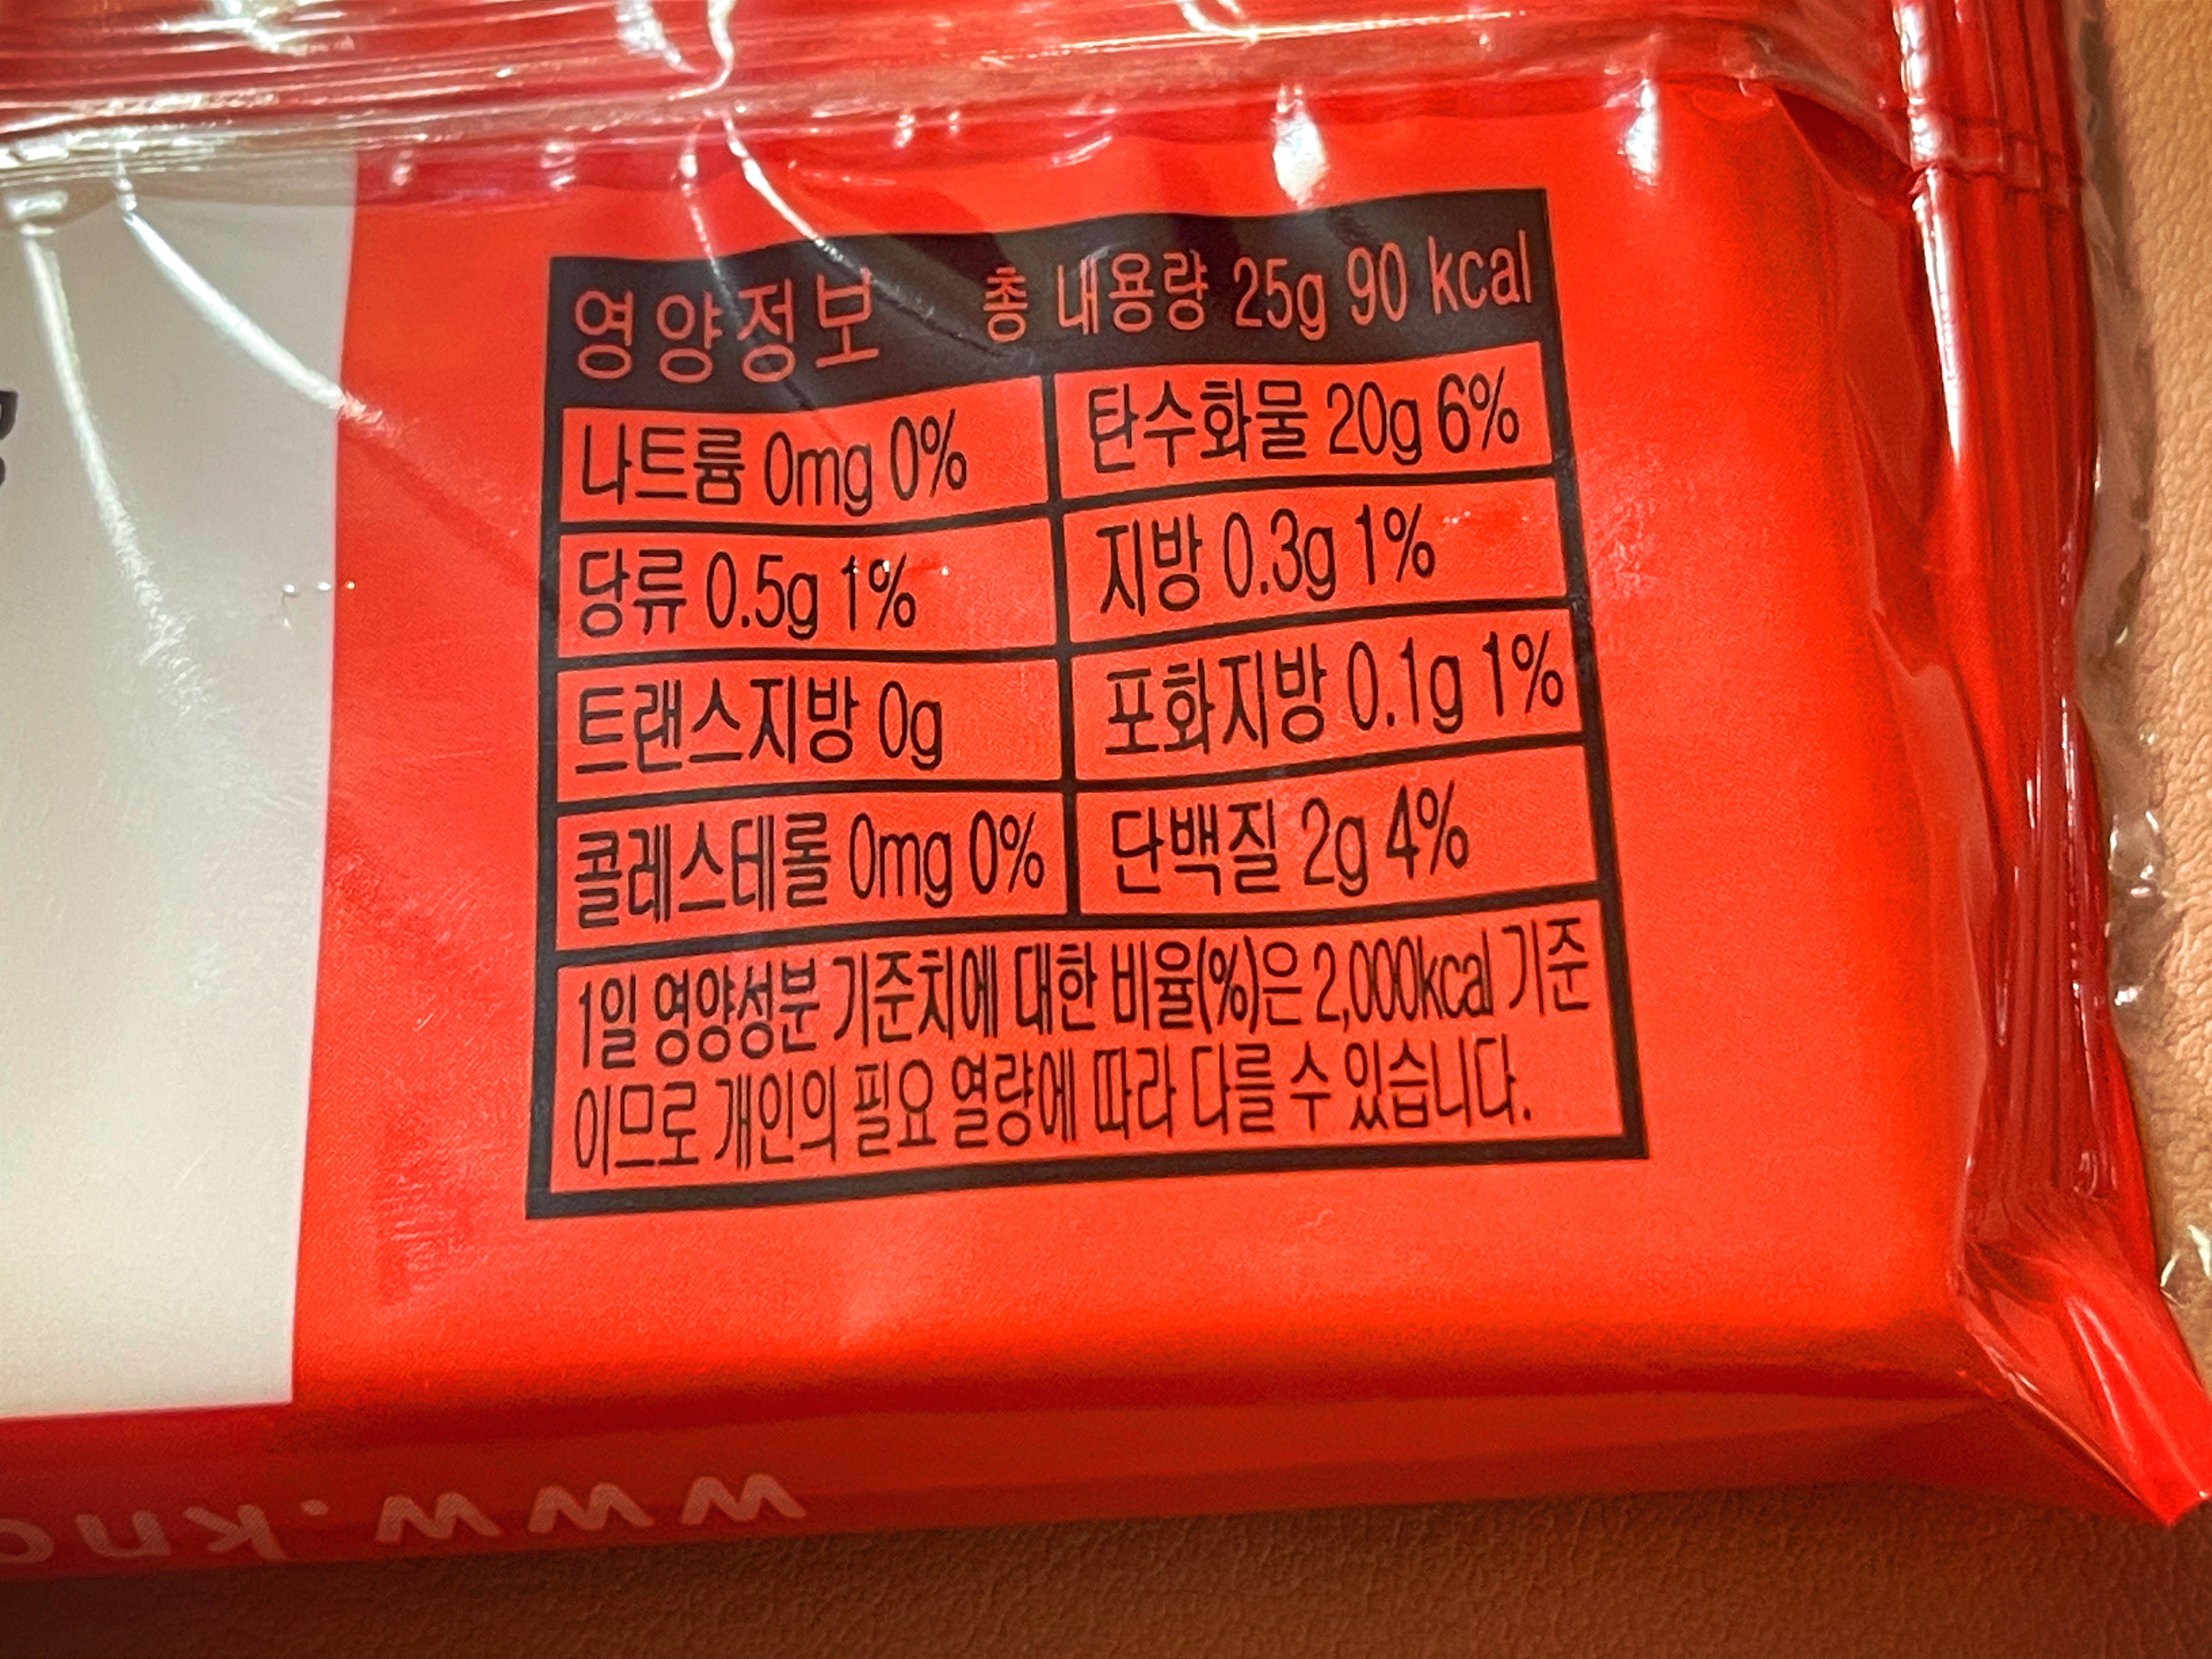 영양정보 총 내용량 25g 90 kcal
나트륨 0mg 0% 탄수화물 20g 6%
당류 0.5g 1% 지방 0.3g 1%
트랜스지방 0g 포화지방 0.1g 1%
콜레스테롤 0mg 0% 단백질 2g 4%
1일 영양성분 기준치에 대한 비율(%)은 2,000kcal 기준
이므로 개인의 필요 열량에 따라 다를 수 있습니다.
www.kno